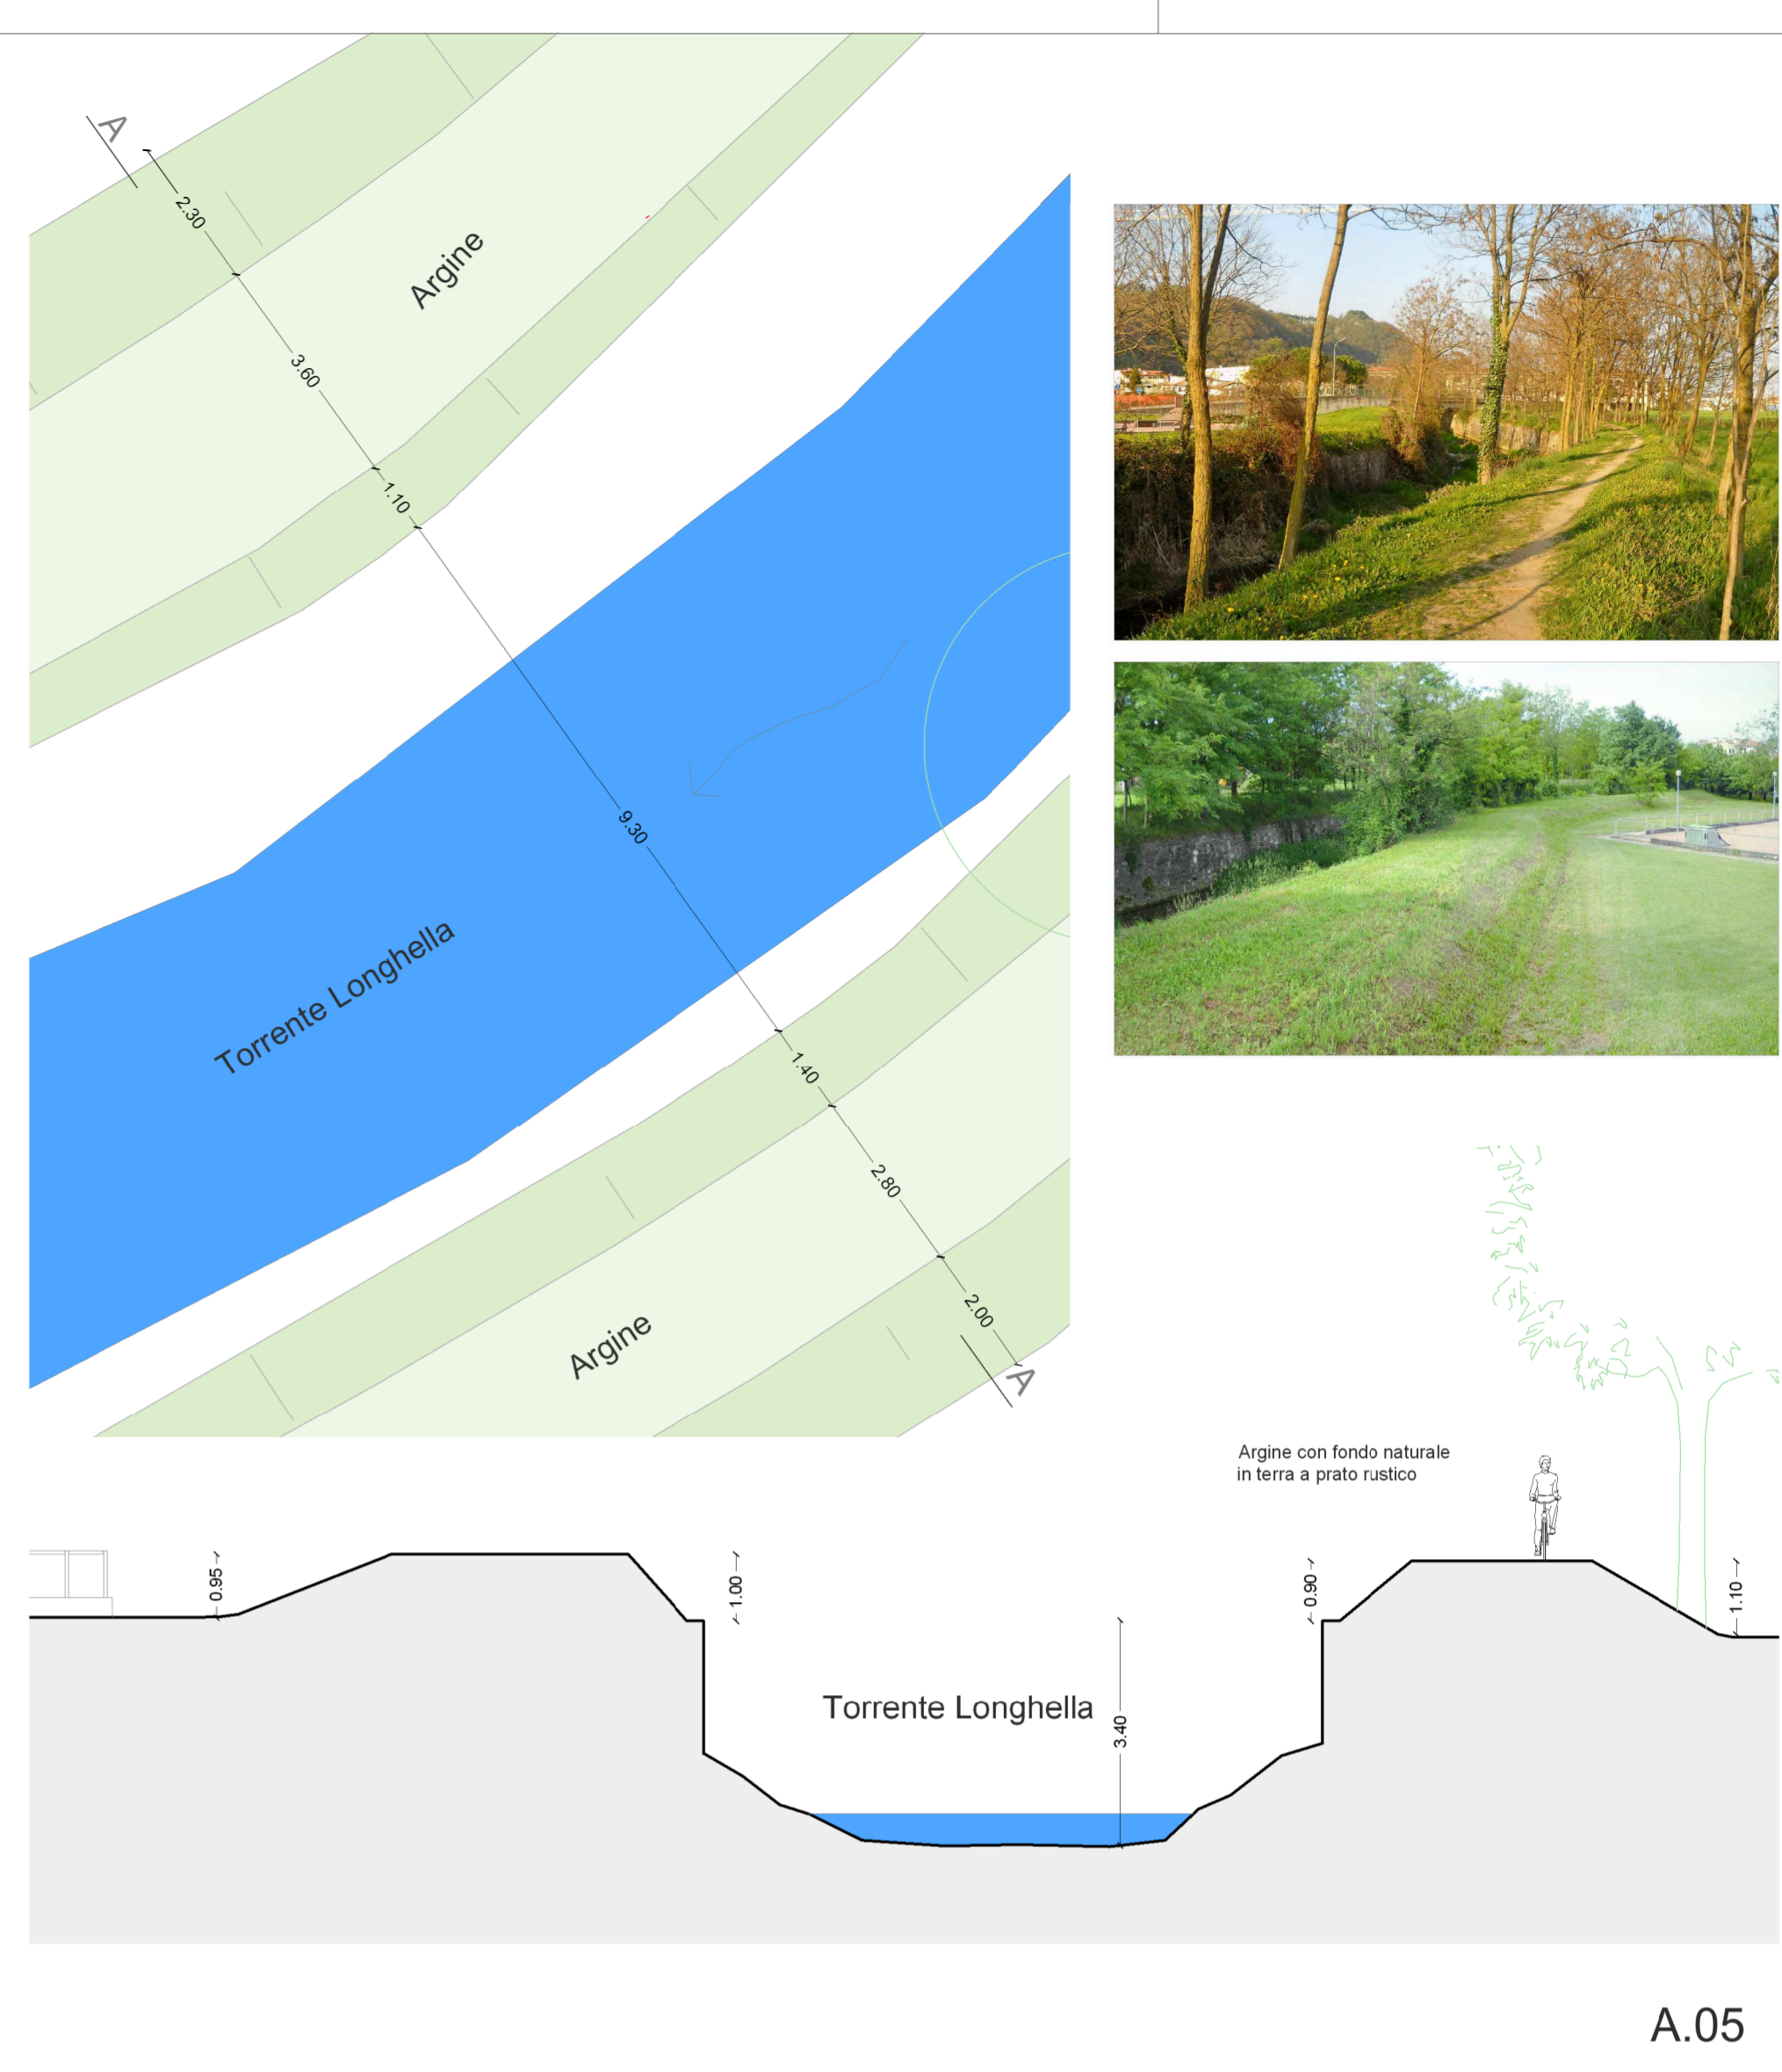 A
2.30
Argine
3.60
1.10
9.30
Torrente Longhella
1.40
2.80
Argine
2.00
A
Argine con fondo naturale
in terra a prato rustico
0.95
1.00
0.90
1.10
Torrente Longhella
3.40
A.05